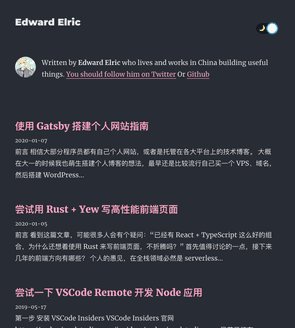 Edward Elric
Written by Edward Elric who lives and works in China building useful
things. You should follow him on Twitter Or Github
使用 Gatsby 搭建个人网站指南
2020-01-07
前言 相信大部分程序员都有自己个人网站，或者是托管在各大平台上的技术博客， 大概
在大一的时候我也萌生搭建个人博客的想法，最早还是比较流行自己买一个 VPS、域名，
然后搭建 WordPress…
尝试用 Rust + Yew 写高性能前端页面
2020-01-05
前言 看到这篇文章，可能很多人会有个疑问：“已经有 React + TypeScript 这么好的组
合，为什么还想着使用 Rust 来写前端页面，不折腾吗？” 首先值得讨论的一点，接下来
几年的前端方向有哪些？ 个人的愚见，在全栈领域必然是 serverless…
尝试一下 VSCode Remote 开发 Node 应用
2019-05-17
第一步 安装 VSCode Insiders VSCode Insiders 官网